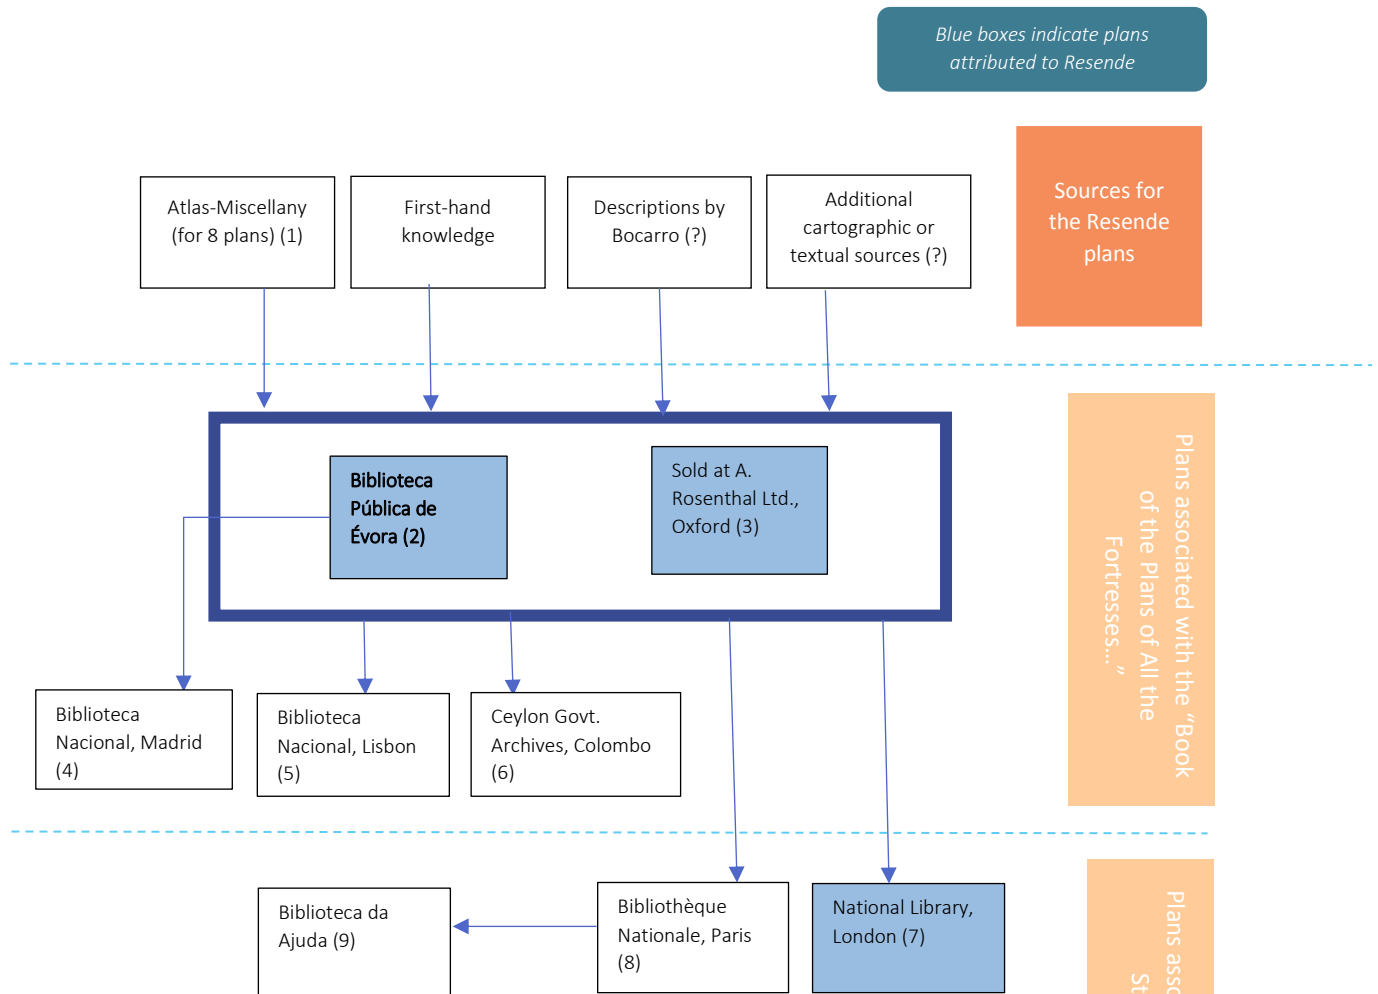 Blue boxes indicate plans
attributed to Resende
Sources for
the Resende
plans
Atlas-Miscellany
(for 8 plans) (1)
First-hand
knowledge
Descriptions by
Bocarro (?)
Additional
cartographic or
textual sources (?)
Biblioteca
Pública de
Évora (2)
Sold at A.
Rosenthal Ltd.,
Oxford (3)
Plans associated with the “Book
of the Plans of All the
Fortresses...”
Biblioteca
Nacional, Madrid
(4)
Biblioteca
Nacional, Lisbon
(5)
Ceylon Govt.
Archives, Colombo
(6)
Biblioteca da
Ajuda (9)
Bibliothèque
Nationale, Paris
(8)
National Library,
London (7)
Plans asso